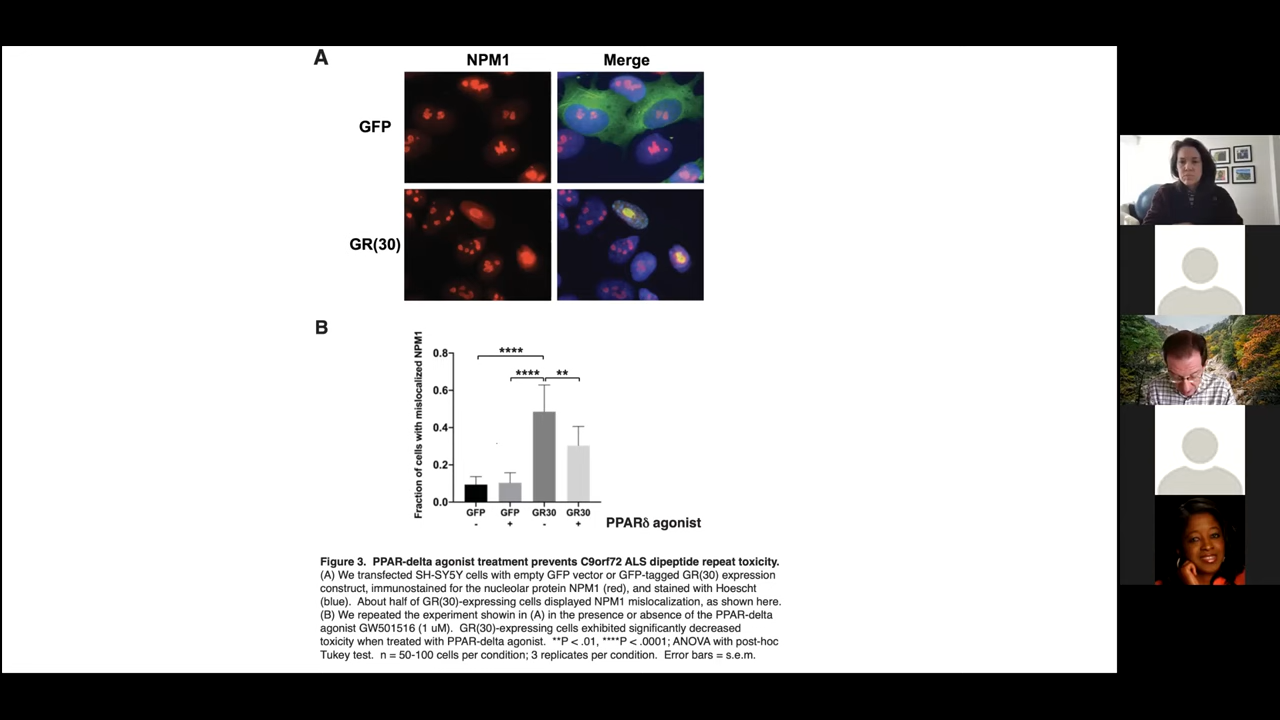 A
NPM1 Merge
GFP
GR(30)
B
Fraction of cells with mislocalized NPM1
0.8
0.6
0.4
0.2
0.0
****
**** **
GFP GFP GR30 GR30
- + - + PPARδ agonist
Figure 3. PPAR-delta agonist treatment prevents C9orf72 ALS dipeptide repeat toxicity.
(A) We transfected SH-SY5Y cells with empty GFP vector or GFP-tagged GR(30) expression
construct, immunostained for the nucleolar protein NPM1 (red), and stained with Hoescht
(blue). About half of GR(30)-expressing cells displayed NPM1 mislocalization, as shown here.
(B) We repeated the experiment showin in (A) in the presence or absence of the PPAR-delta
agonist GW501516 (1 uM). GR(30)-expressing cells exhibited significantly decreased
toxicity when treated with PPAR-delta agonist. **P < .01, ****P < .0001; ANOVA with post-hoc
Tukey test. n = 50-100 cells per condition; 3 replicates per condition. Error bars = s.e.m.